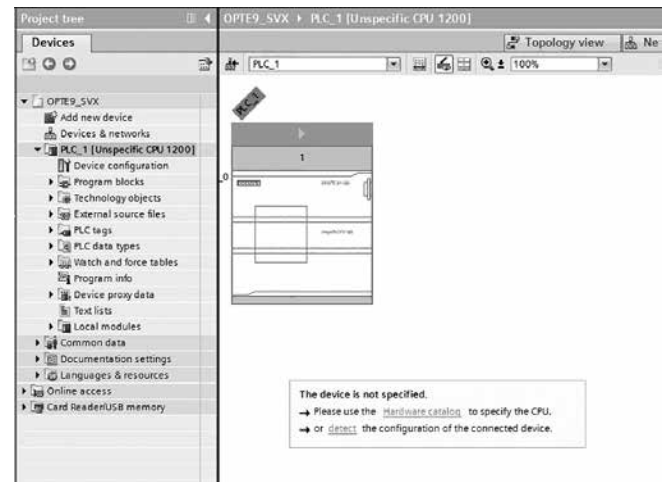 Project tree
OPTE9_SVX ▸ PLC_1 [Unspecific CPU 1200]
Devices
Topology view
Ne
PLC_1
100%
OPTE9_SVX
Add new device
Devices & networks
PLC_1 [Unspecific CPU 1200]
Device configuration
Program blocks
Technology objects
External source files
PLC tags
PLC data types
Watch and force tables
Program info
Device proxy data
Text lists
Local modules
Common data
Documentation settings
Languages & resources
Online access
Card Reader/USB memory
PLC_1
1
0
The device is not specified.
→ Please use the Hardware catalog to specify the CPU.
→ or detect the configuration of the connected device.